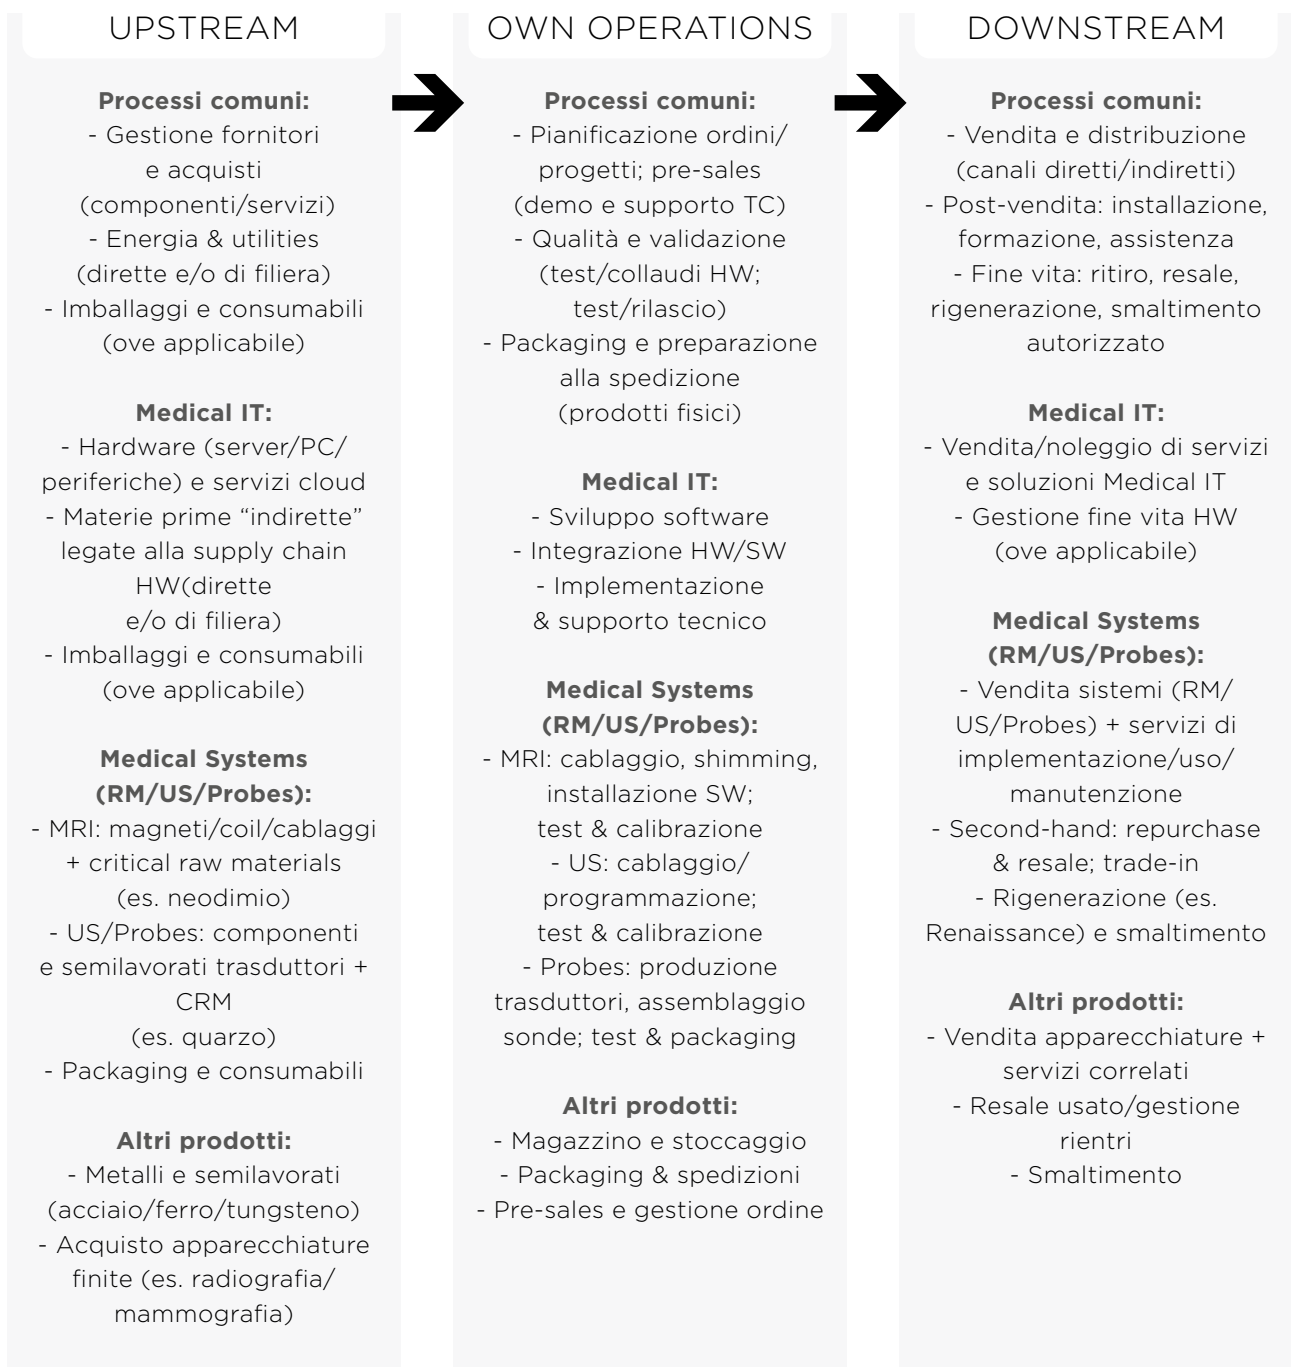 UPSTREAM
Processi comuni:
- Gestione fornitori
e acquisti
(componenti/servizi)
- Energia & utilities
(dirette e/o di filiera)
- Imballaggi e consumabili
(ove applicabile)
Medical IT:
- Hardware (server/PC/
periferiche) e servizi cloud
- Materie prime “indirette”
legate alla supply chain
HW(dirette
e/o di filiera)
- Imballaggi e consumabili
(ove applicabile)
Medical Systems
(RM/US/Probes):
- MRI: magneti/coil/cablaggi
+ critical raw materials
(es. neodimio)
- US/Probes: componenti
e semilavorati trasduttori +
CRM
(es. quarzo)
- Packaging e consumabili
Altri prodotti:
- Metalli e semilavorati
(acciaio/ferro/tungsteno)
- Acquisto apparecchiature
finite (es. radiografia/
mammografia)
OWN OPERATIONS
Processi comuni:
- Pianificazione ordini/
progetti; pre-sales
(demo e supporto TC)
- Qualità e validazione
(test/collaudi HW;
test/rilascio)
- Packaging e preparazione
alla spedizione
(prodotti fisici)
Medical IT:
- Sviluppo software
- Integrazione HW/SW
- Implementazione
& supporto tecnico
Medical Systems
(RM/US/Probes):
- MRI: cablaggio, shimming,
installazione SW;
test & calibrazione
- US: cablaggio/
programmazione;
test & calibrazione
- Probes: produzione
trasduttori, assemblaggio
sonde; test & packaging
Altri prodotti:
- Magazzino e stoccaggio
- Packaging & spedizioni
- Pre-sales e gestione ordine
DOWNSTREAM
Processi comuni:
- Vendita e distribuzione
(canali diretti/indiretti)
- Post-vendita: installazione,
formazione, assistenza
- Fine vita: ritiro, resale,
rigenerazione, smaltimento
autorizzato
Medical IT:
- Vendita/noleggio di servizi
e soluzioni Medical IT
- Gestione fine vita HW
(ove applicabile)
Medical Systems
(RM/US/Probes):
- Vendita sistemi (RM/
US/Probes) + servizi di
implementazione/uso/
manutenzione
- Second-hand: repurchase
& resale; trade-in
- Rigenerazione (es.
Renaissance) e smaltimento
Altri prodotti:
- Vendita apparecchiature +
servizi correlati
- Resale usato/gestione
rientri
- Smaltimento